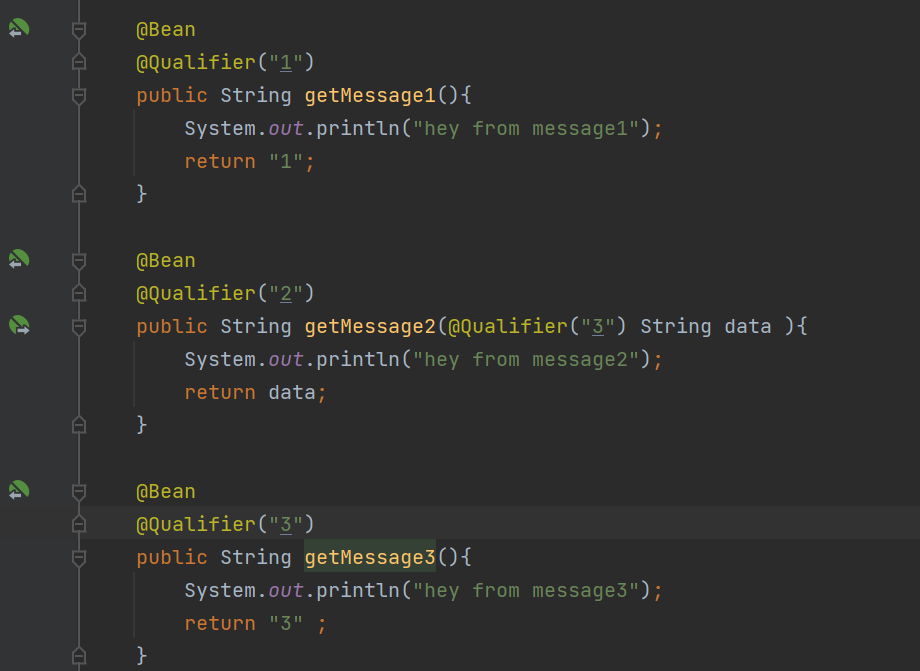 @Bean
@Qualifier("1")
public String getMessage1(){
System.out.println("hey from message1");
return "1";
}
@Bean
@Qualifier("2")
public String getMessage2(@Qualifier("3") String data ){
System.out.println("hey from message2");
return data;
}
@Bean
@Qualifier("3")
public String getMessage3(){
System.out.println("hey from message3");
return "3" ;
}